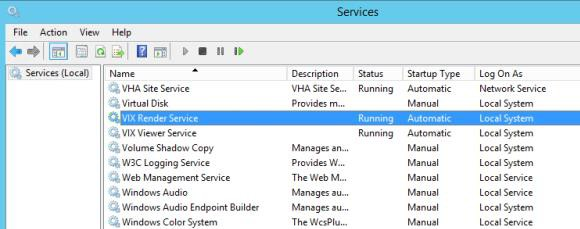 Services
File Action View Help
Services (Local)
Name Description Status Startup Type Log On As
VHA Site Service VHA Site Se... Running Automatic Network Service
Virtual Disk Provides m... Manual Local System
VIX Render Service Running Automatic Local System
VIX Viewer Service Running Automatic Local System
Volume Shadow Copy Manages an... Manual Local System
W3C Logging Service Provides W... Manual Local System
Web Management Service The Web M... Manual Local Service
Windows Audio Manages au... Manual Local Service
Windows Audio Endpoint Builder Manages au... Manual Local System
Windows Color System The WcsPlu... Manual Local Service